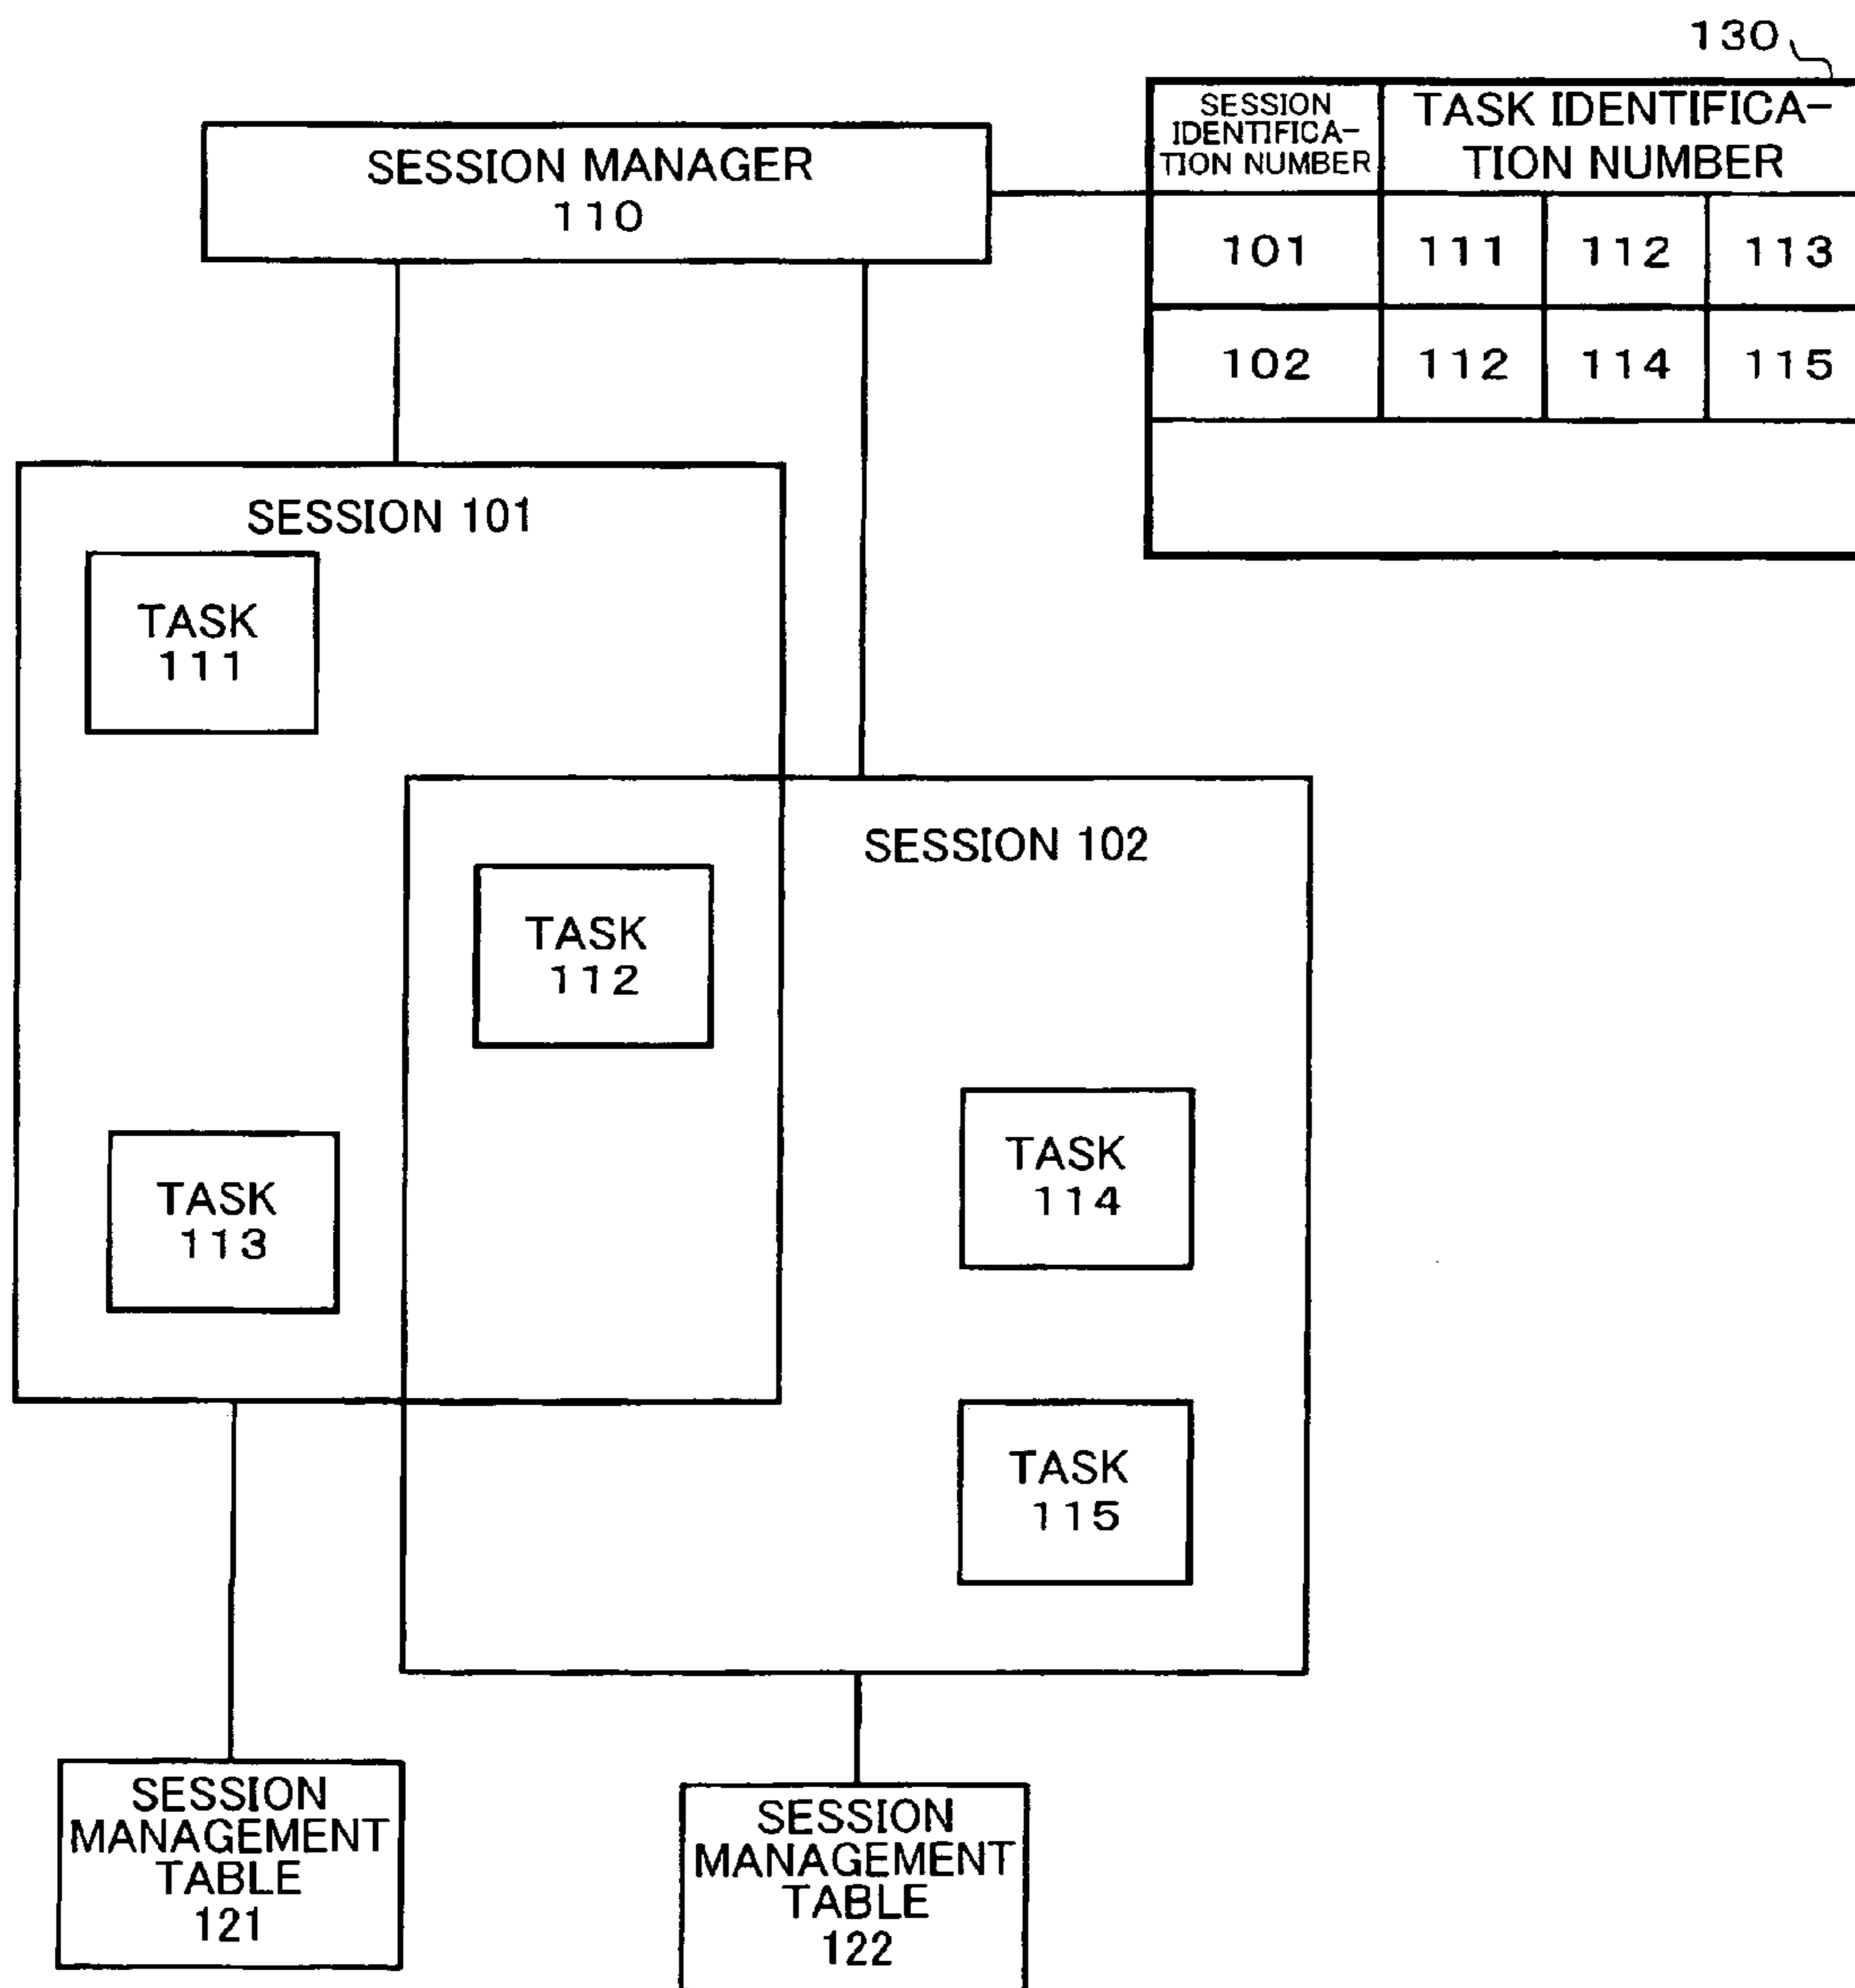 130
SESSION
IDENTIFICA-
TION NUMBER
TASK IDENTIFICA-
TION NUMBER
101 111 112 113
102 112 114 115
SESSION MANAGER
110
SESSION 101
TASK
111
SESSION 102
TASK
112
TASK
113
TASK
114
TASK
115
SESSION
MANAGEMENT
TABLE
121
SESSION
MANAGEMENT
TABLE
122